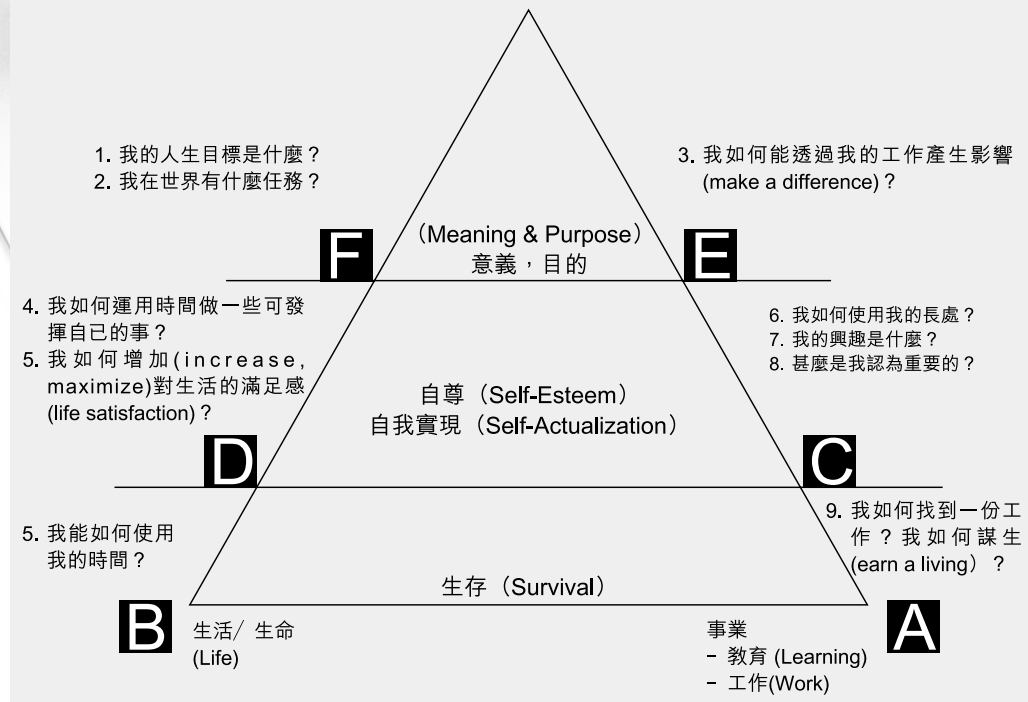 1. 我的人生目標是什麼？
2. 我在世界有什麼任務？
3. 我如何能透過我的工作產生影響
(make a difference)？
（Meaning & Purpose）
意義，目的
F
E
4. 我如何運用時間做一些可發
揮自已的事？
5. 我如何增加(increase,
maximize)對生活的滿足感
(life satisfaction)？
6. 我如何使用我的長處？
7. 我的興趣是什麼？
8. 甚麼是我認為重要的？
自尊（Self-Esteem）
自我實現（Self-Actualization）
D
C
5. 我能如何使用
我的時間？
9. 我如何找到一份工
作？我如何謀生
(earn a living）？
生存（Survival）
B
生活/ 生命
(Life)
事業
- 教育 (Learning)
- 工作(Work)
A